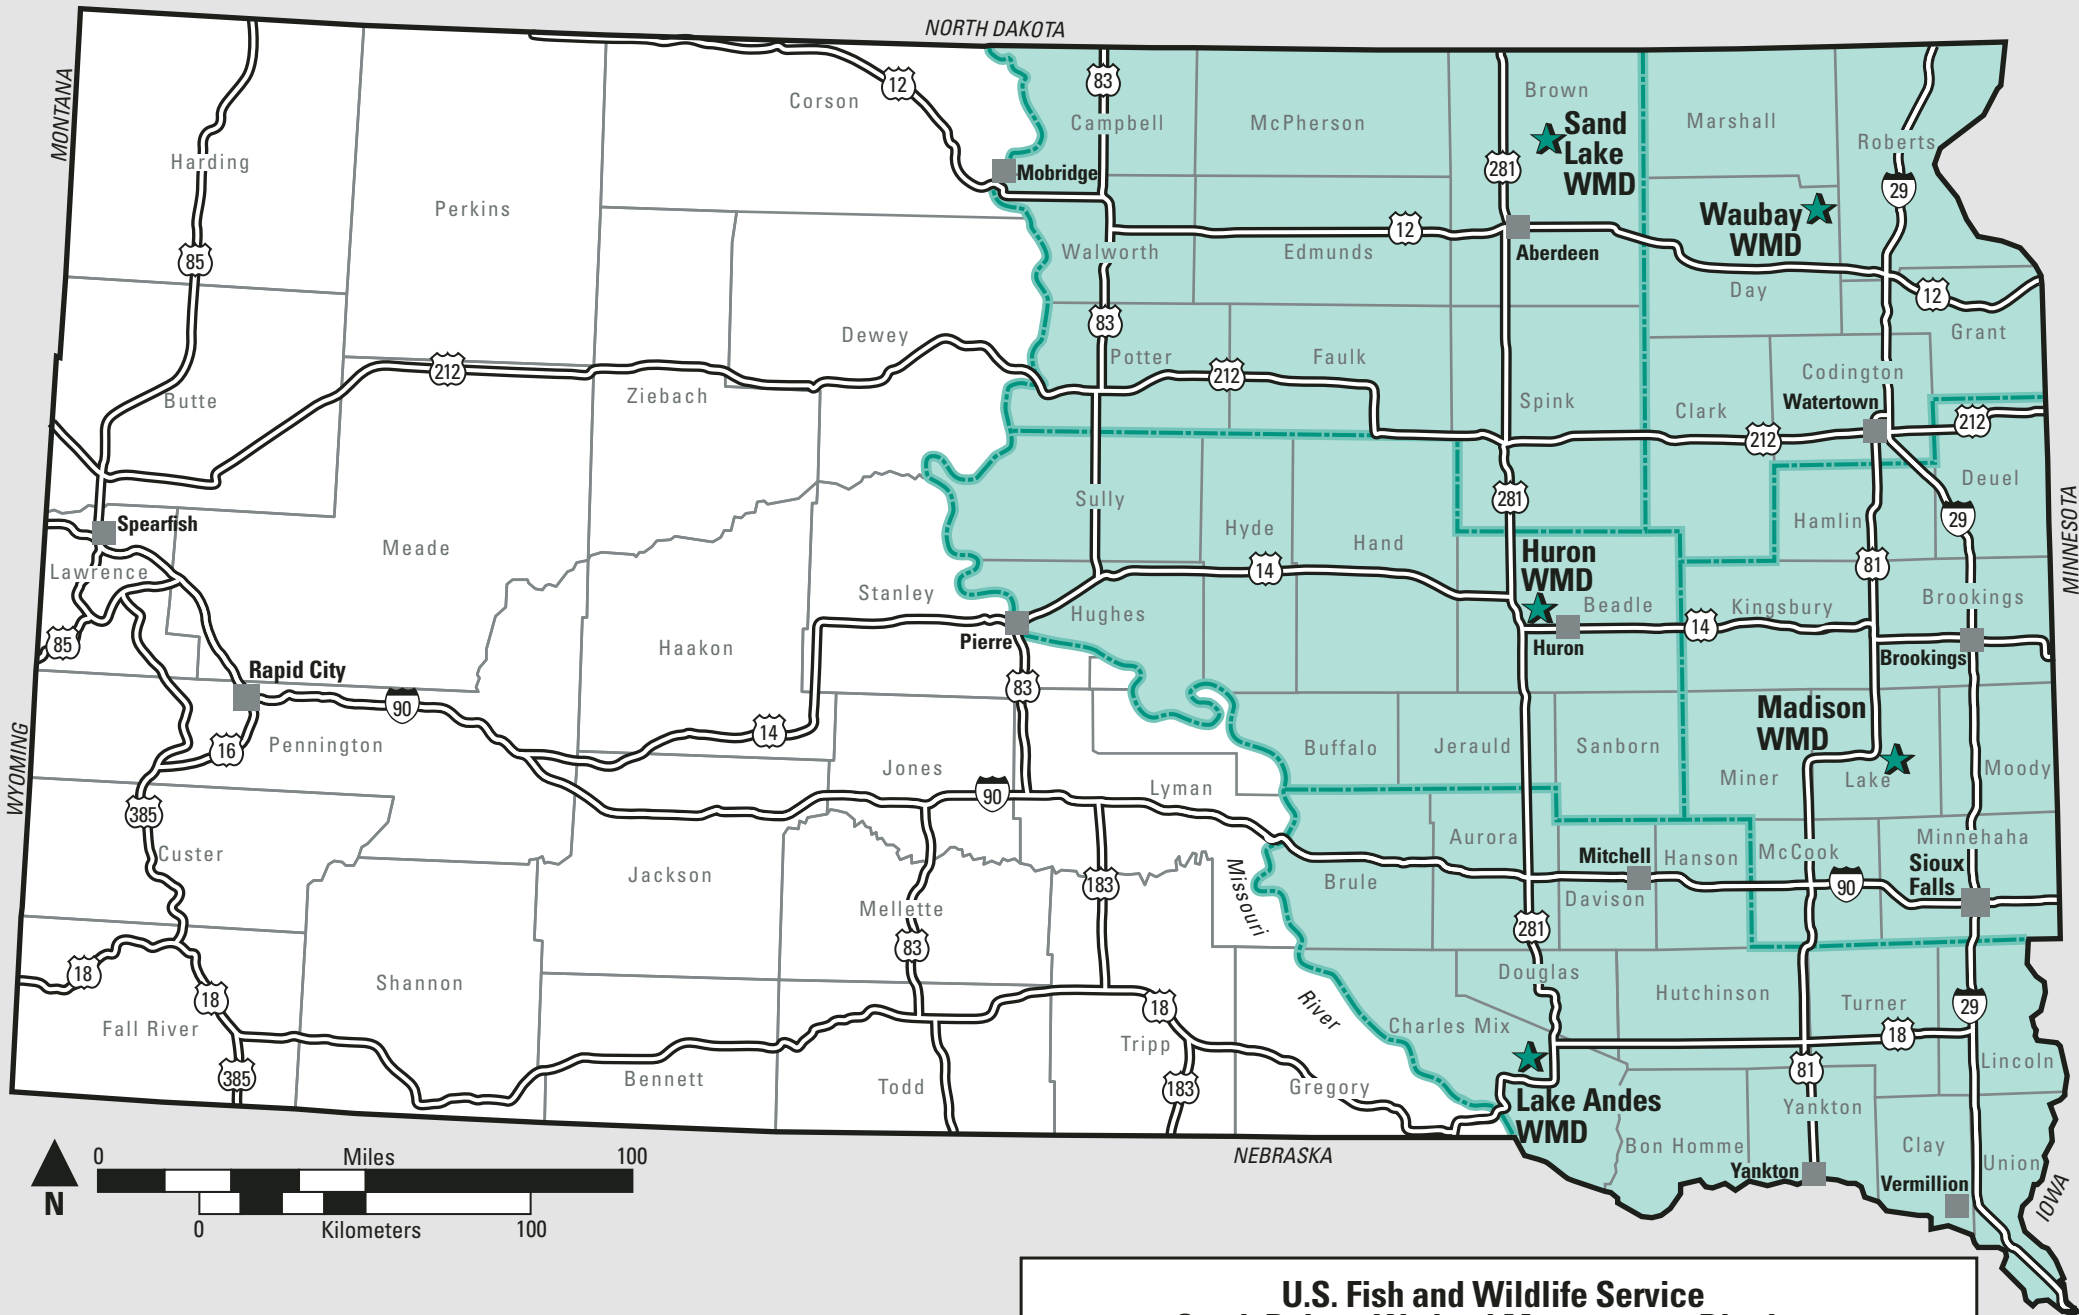 NORTH DAKOTA
MONTANA
12
83
Brown
Corson
Campbell
McPherson
Sand
Lake
WMD
Marshall
Roberts
Harding
Mobridge
281
29
Perkins
Waubay
WMD
85
Walworth
Edmunds
12
Aberdeen
Day
12
83
Dewey
Potter
Faulk
Grant
212
212
Codington
Butte
Ziebach
Spink
Clark
Watertown
212
212
Deuel
Sully
281
Hyde
Hand
Hamlin
29
Spearfish
MINNESOTA
Meade
Huron
WMD
Lawrence
14
81
Stanley
Hughes
Beadle
Kingsbury
Brookings
85
Haakon
Pierre
14
Huron
Brookings
Rapid City
83
90
Madison
WMD
WYOMING
16
Pennington
14
Buffalo
Jerauld
Sanborn
Jones
Miner
Lake
Moody
90
Lyman
385
Aurora
Minnehaha
Custer
Mitchell
Hanson
McCook
Sioux
Falls
Jackson
183
Missouri
River
Brule
90
Davison
Mellette
83
281
18
Shannon
Douglas
Hutchinson
Turner
18
18
29
Fall River
Charles Mix
18
Tripp
Lincoln
385
Bennett
Todd
183
Gregory
81
Lake Andes
WMD
Yankton
Bon Homme
Clay
Union
NEBRASKA
Yankton
Vermillion
IOWA
0 Miles 100
N
0 Kilometers 100
U.S. Fish and Wildlife Service